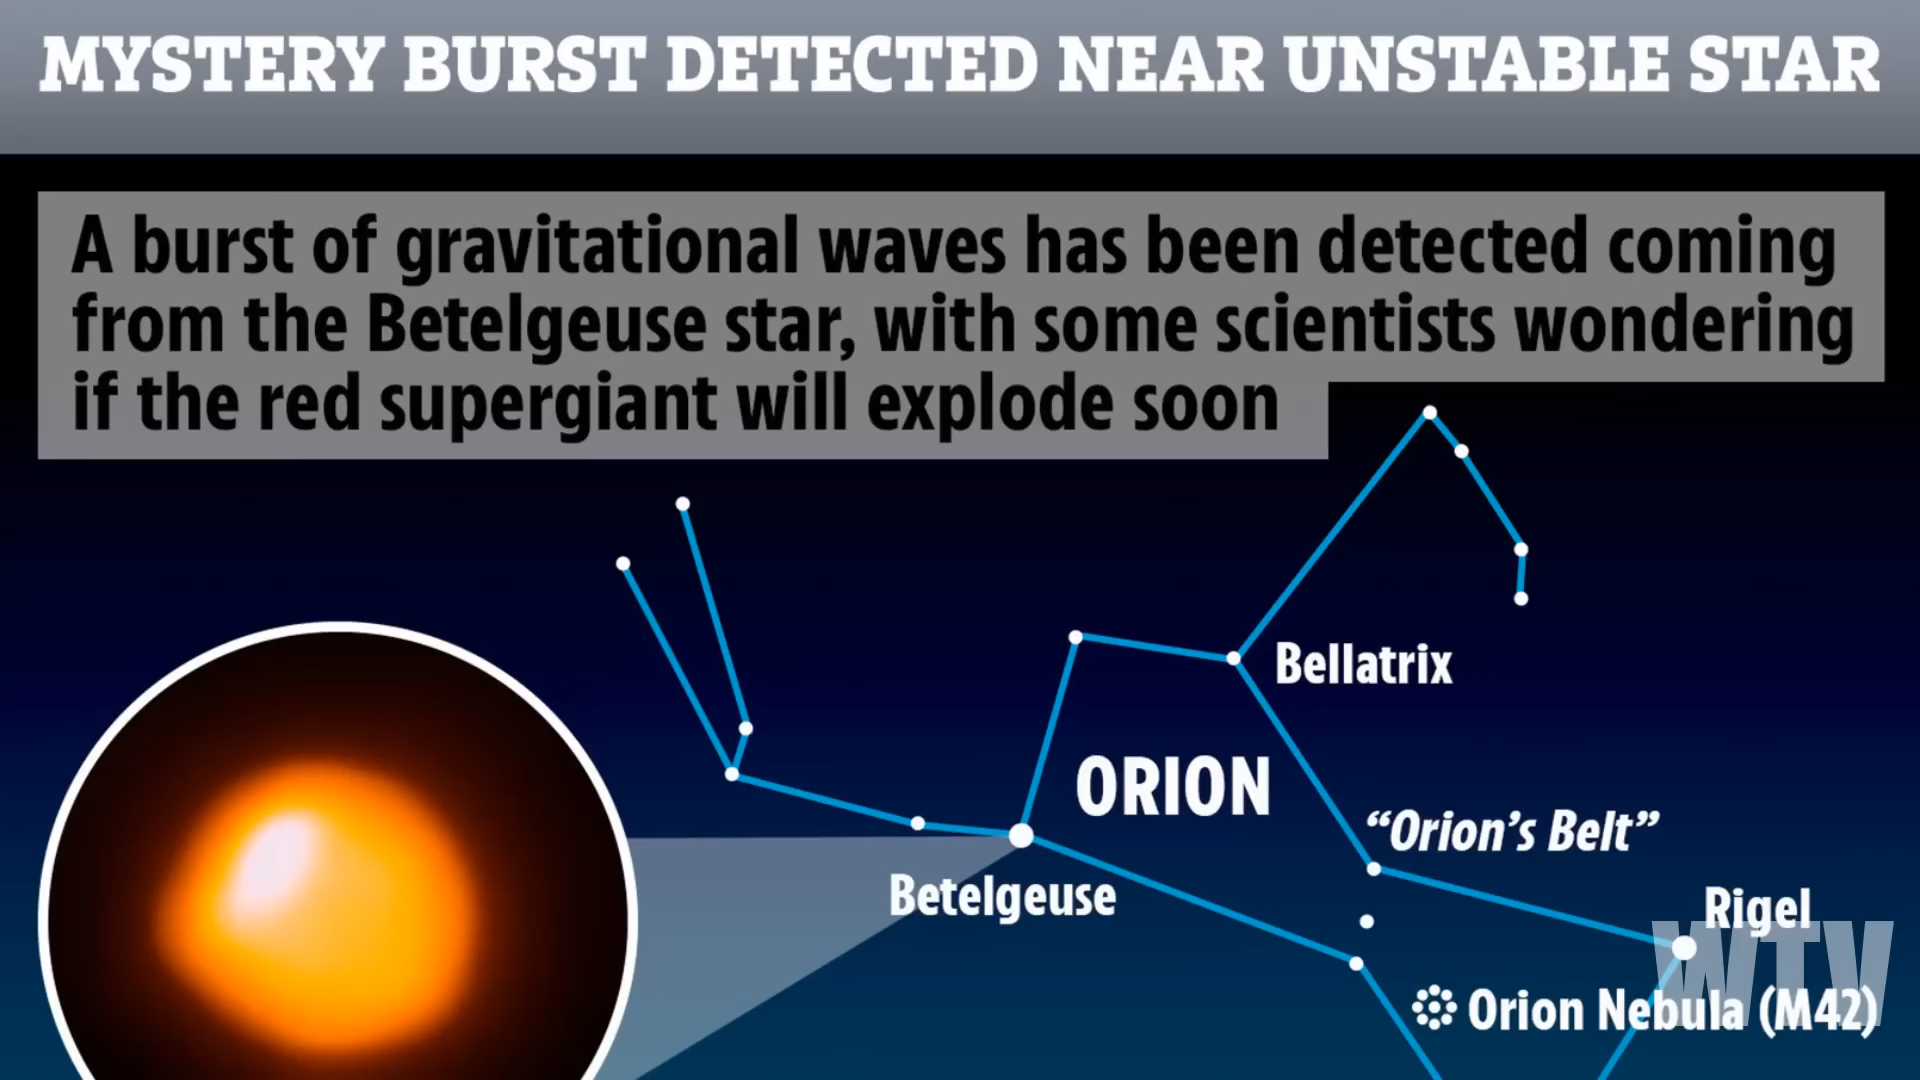 MYSTERY BURST DETECTED NEAR UNSTABLE STAR
A burst of gravitational waves has been detected coming
from the Betelgeuse star, with some scientists wondering
if the red supergiant will explode soon
Bellatrix
ORION
"Orion's Belt"
Betelgeuse
Rigel
WTV
Orion Nebula (M42)